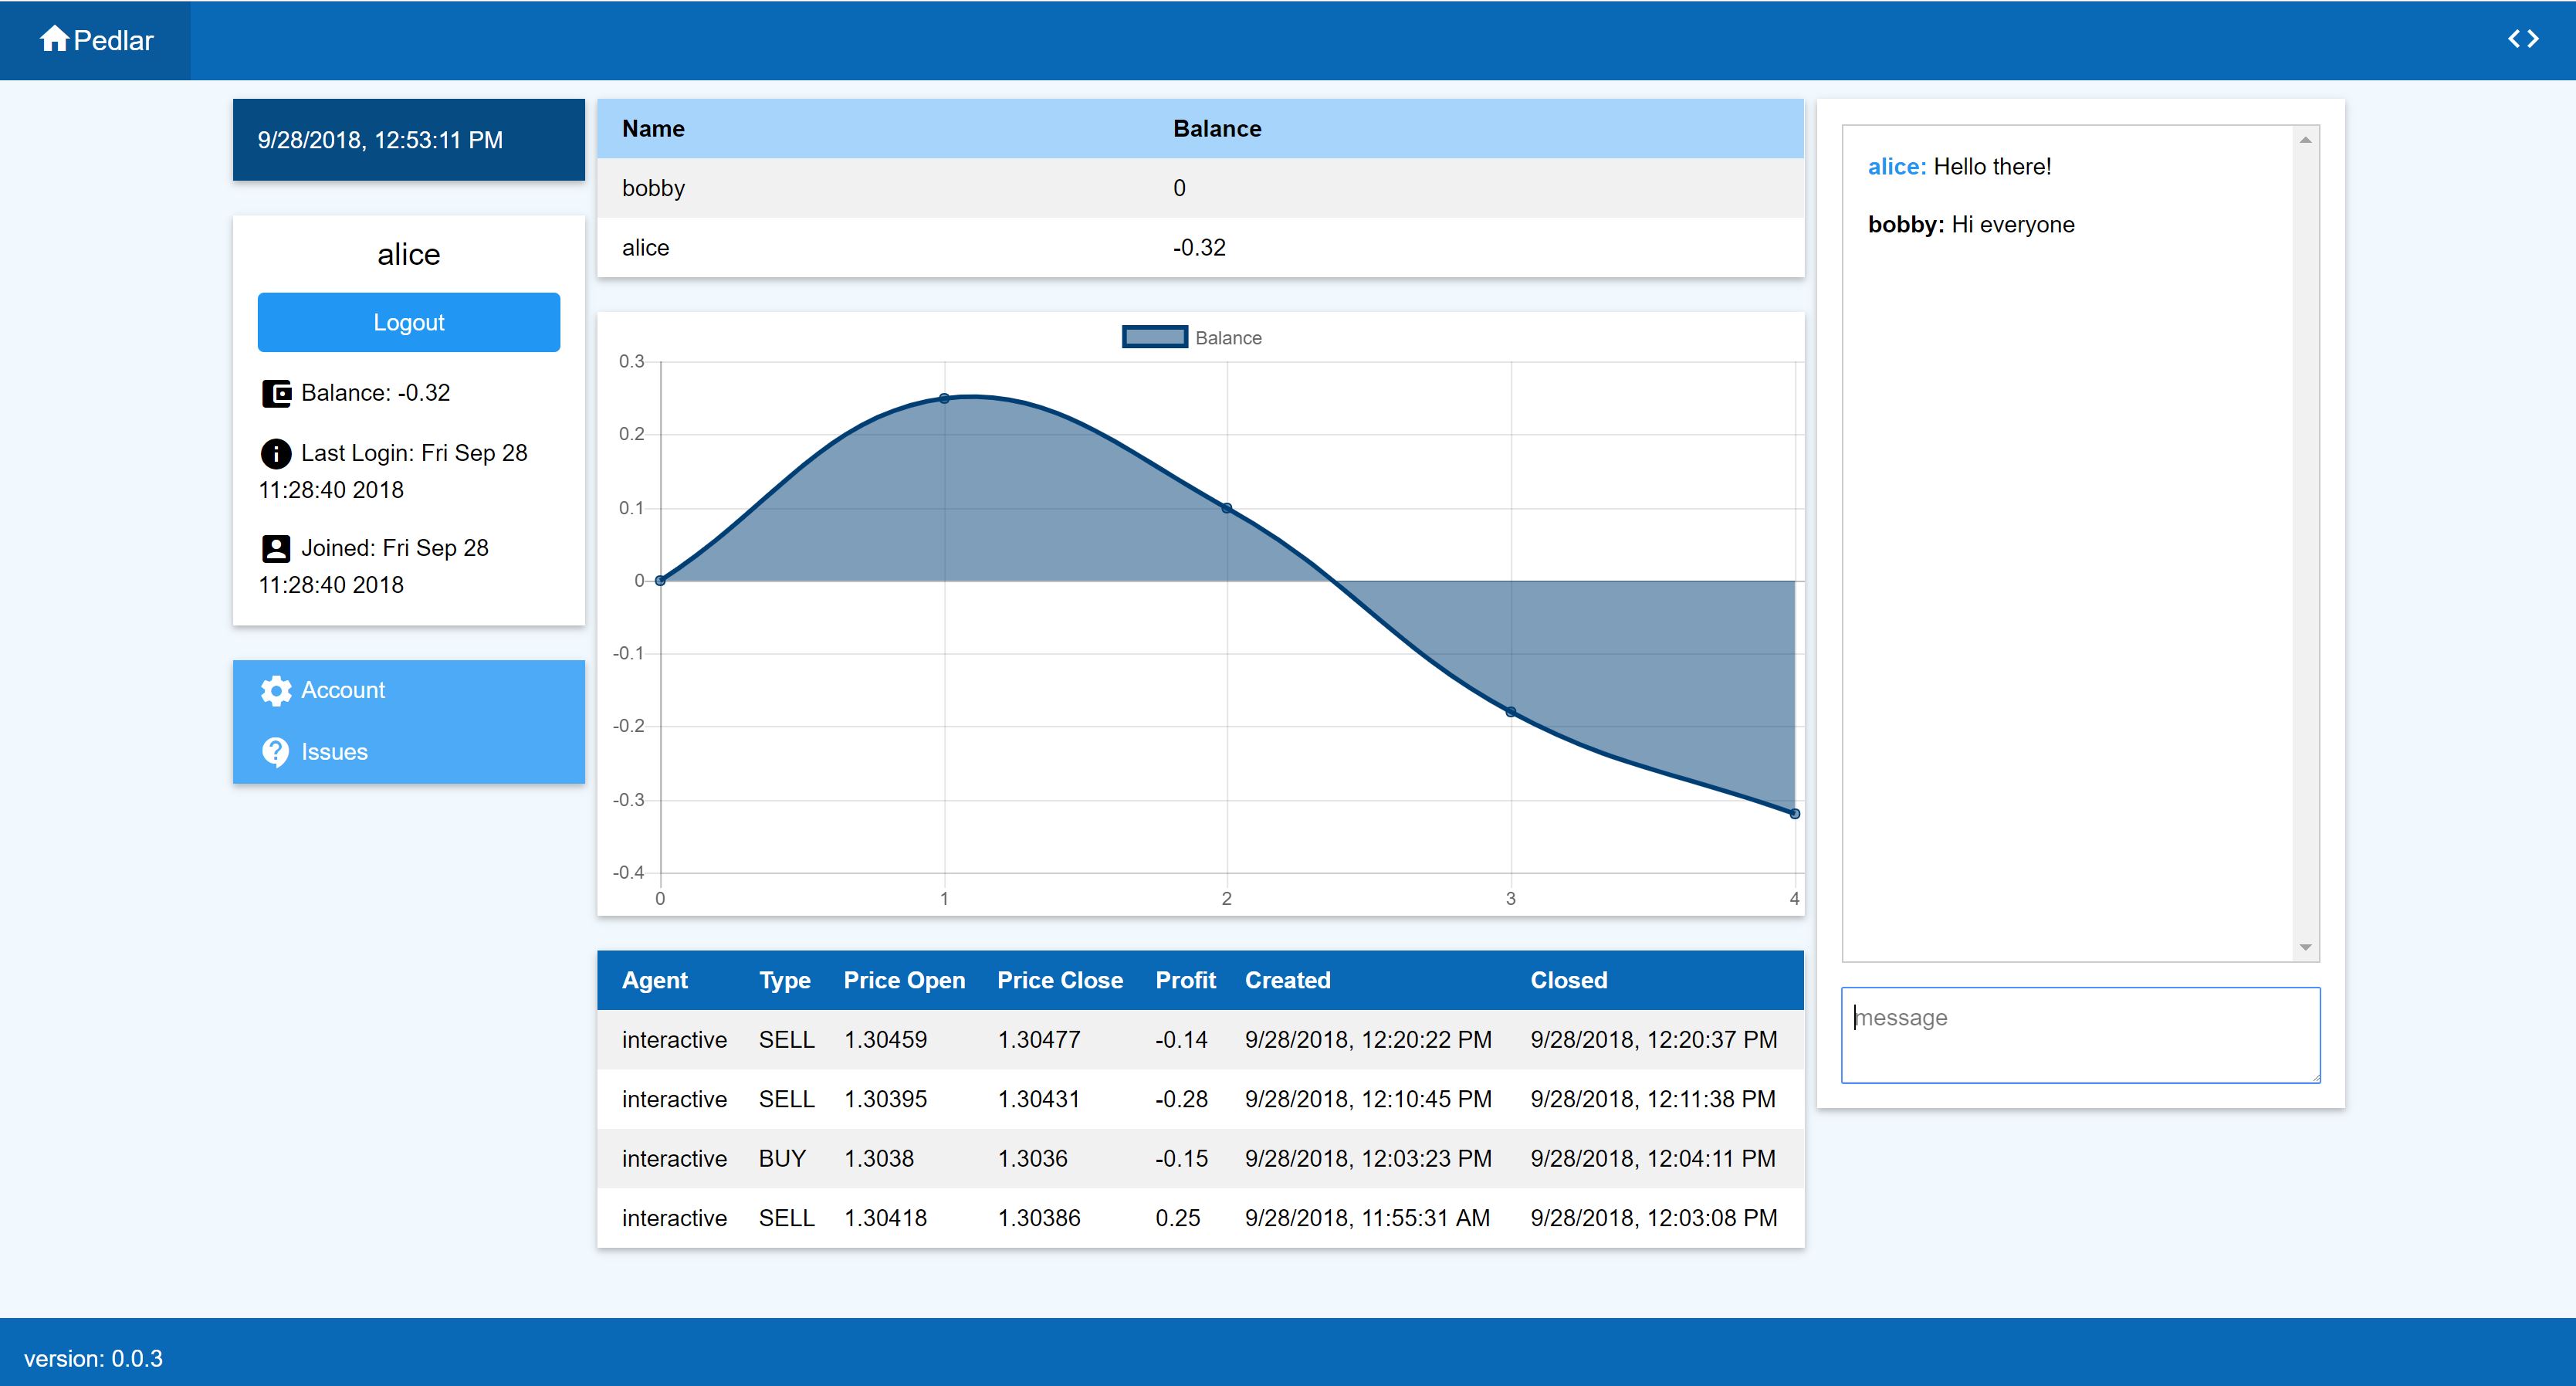 Pedlar
9/28/2018, 12:53:11 PM
alice
Logout
Balance: -0.32
Last Login: Fri Sep 28
11:28:40 2018
Joined: Fri Sep 28
11:28:40 2018
Account
Issues
Name Balance
bobby 0
alice -0.32
Balance
0.3
0.2
0.1
0
-0.1
-0.2
-0.3
-0.4
0 1 2 3 4
Agent Type Price Open Price Close Profit Created Closed
interactive SELL 1.30459 1.30477 -0.14 9/28/2018, 12:20:22 PM 9/28/2018, 12:20:37 PM
interactive SELL 1.30395 1.30431 -0.28 9/28/2018, 12:10:45 PM 9/28/2018, 12:11:38 PM
interactive BUY 1.3038 1.3036 -0.15 9/28/2018, 12:03:23 PM 9/28/2018, 12:04:11 PM
interactive SELL 1.30418 1.30386 0.25 9/28/2018, 11:55:31 AM 9/28/2018, 12:03:08 PM
alice: Hello there!
bobby: Hi everyone
message
version: 0.0.3